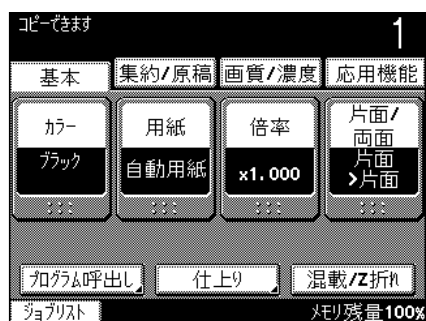 ｺﾋﾟｰできます
1
基本 集約/原稿 画質/濃度 応用機能
ｶﾗｰ 用紙 倍率 片面/
両面
ﾌﾞﾗｯｸ 自動用紙 x1.000 片面
>片面
ﾌﾟﾛｸﾞﾗﾑ呼出し 仕上り 混載/Z折れ
ｼﾞｮﾌﾞﾘｽﾄ ﾒﾓﾘ残量100%